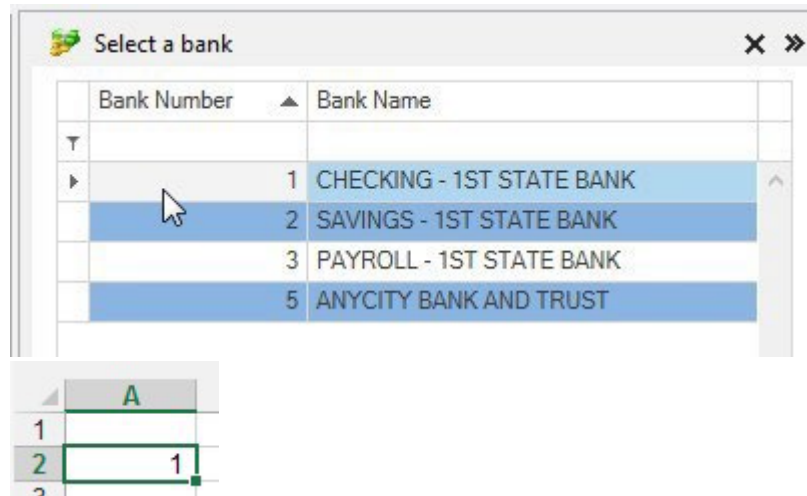 Select a bank
Bank Number Bank Name
1 CHECKING - 1ST STATE BANK
2 SAVINGS - 1ST STATE BANK
3 PAYROLL - 1ST STATE BANK
5 ANYCITY BANK AND TRUST
A
1
2 1